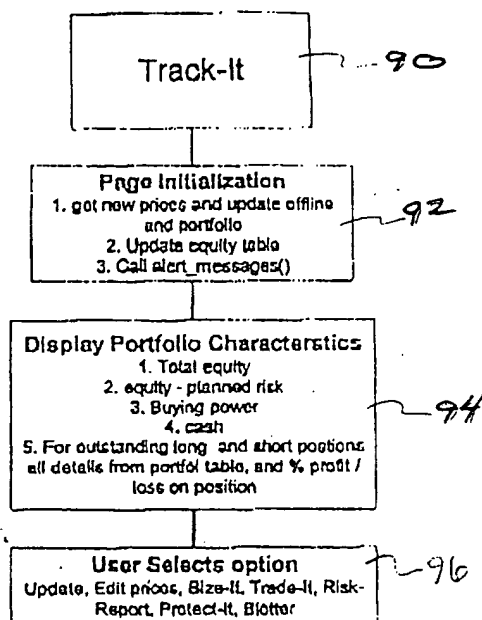 Track-It
90
Page Initialization
1. get new prices and update offline
and portfolio
2. Update equity table
3. Call alert_messages()
92
Display Portfolio Characterstics
1. Total equity
2. equity - planned risk
3. Buying power
4. cash
5. For outstanding long and short postions
all details from portfol table, and % profit /
loss on position
94
User Selects option
Update, Edit prices, Size-It, Trade-It, Risk-
Report, Protect-It, Blotter
96